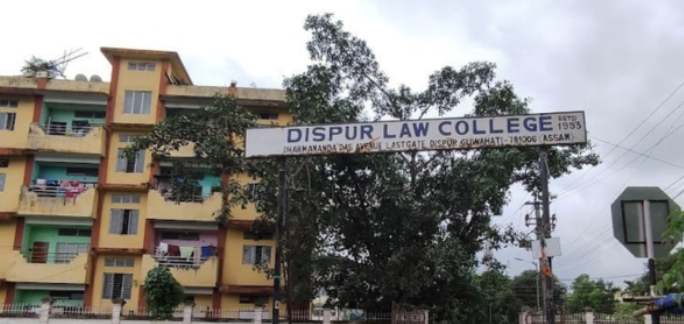 DISPUR LAW COLLEGE ESTD 1993
DHARMANANDA DAS AVENUE LASTGATE DISPUR GUWAHATI-781006 (ASSAM)